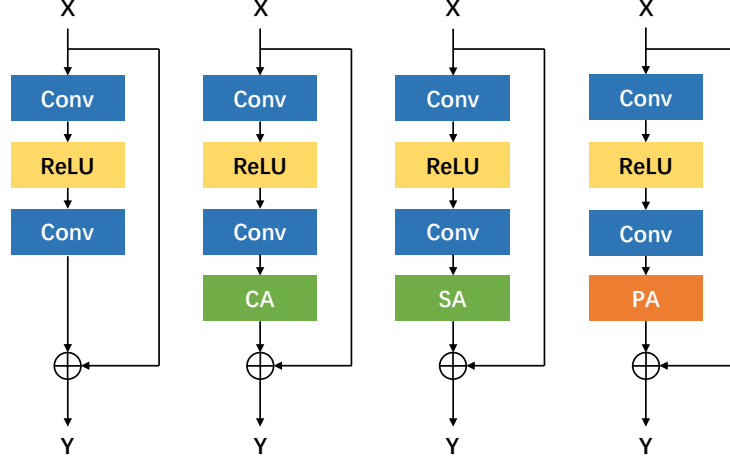 X X X X
Conv Conv Conv Conv
ReLU ReLU ReLU ReLU
Conv Conv Conv Conv
CA SA PA
Y Y Y Y